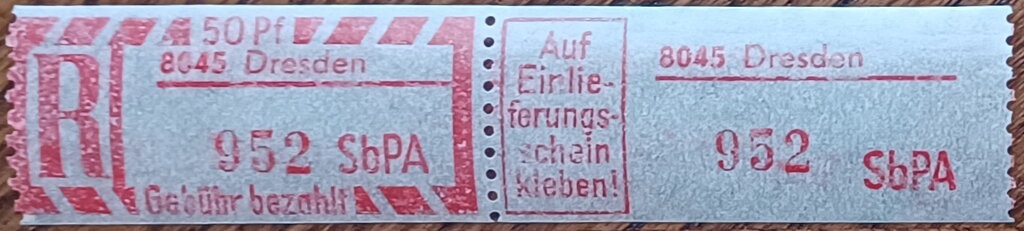 R
50 Pf
8045 Dresden
952 SbPA
Gebühr bezahlt
Auf
Einlie-
ferungs-
schein
kleben!
8045 Dresden
952 SbPA